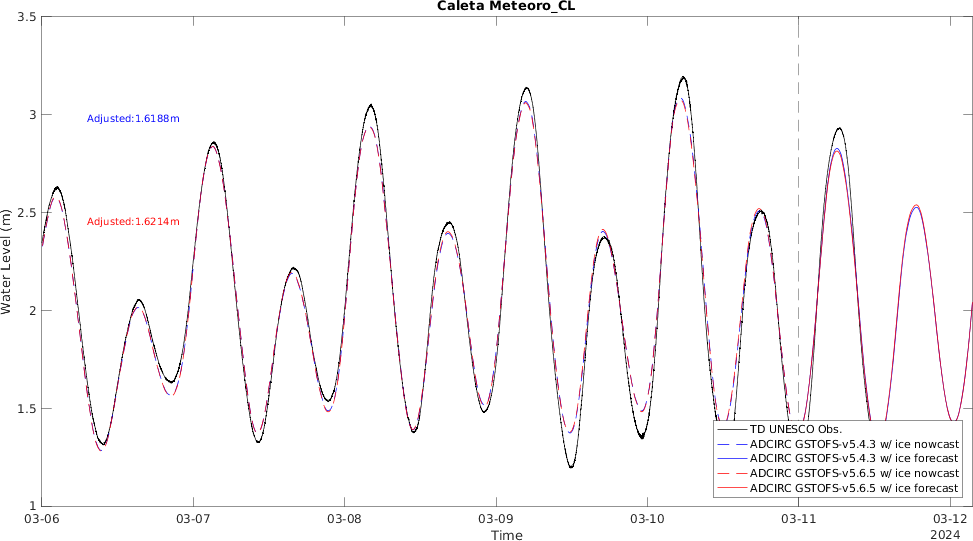 Caleta Meteoro_CL
3.5
3
2.5
2
1.5
1
Water Level (m)
Adjusted:1.6188m
Adjusted:1.6214m
TD UNESCO Obs.
ADCIRC GSTOFS-v5.4.3 w/ ice nowcast
ADCIRC GSTOFS-v5.4.3 w/ ice forecast
ADCIRC GSTOFS-v5.6.5 w/ ice nowcast
ADCIRC GSTOFS-v5.6.5 w/ ice forecast
03-06 03-07 03-08 03-09 03-10 03-11 03-12
Time
2024